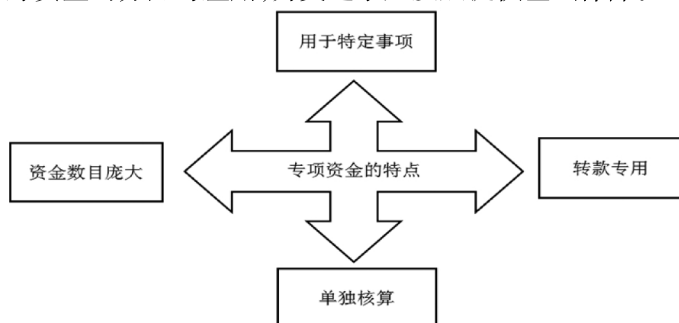 用于特定事项
资金数目庞大
专项资金的特点
转款专用
单独核算